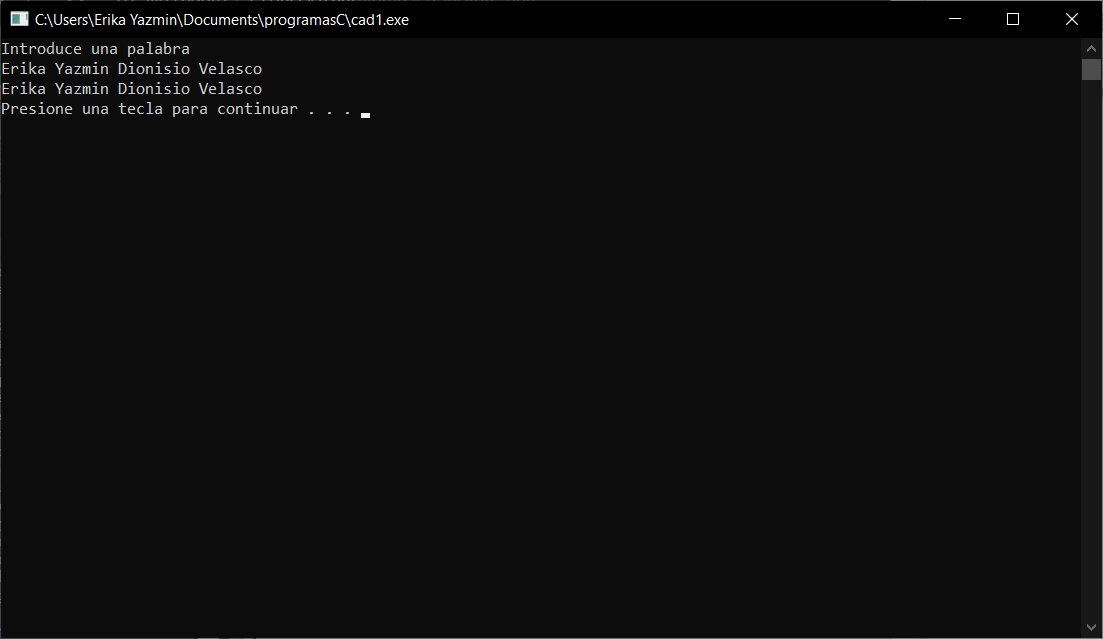 C:\Users\Erika Yazmin\Documents\programasC\cad1.exe
Introduce una palabra
Erika Yazmin Dionisio Velasco
Erika Yazmin Dionisio Velasco
Presione una tecla para continuar . . .